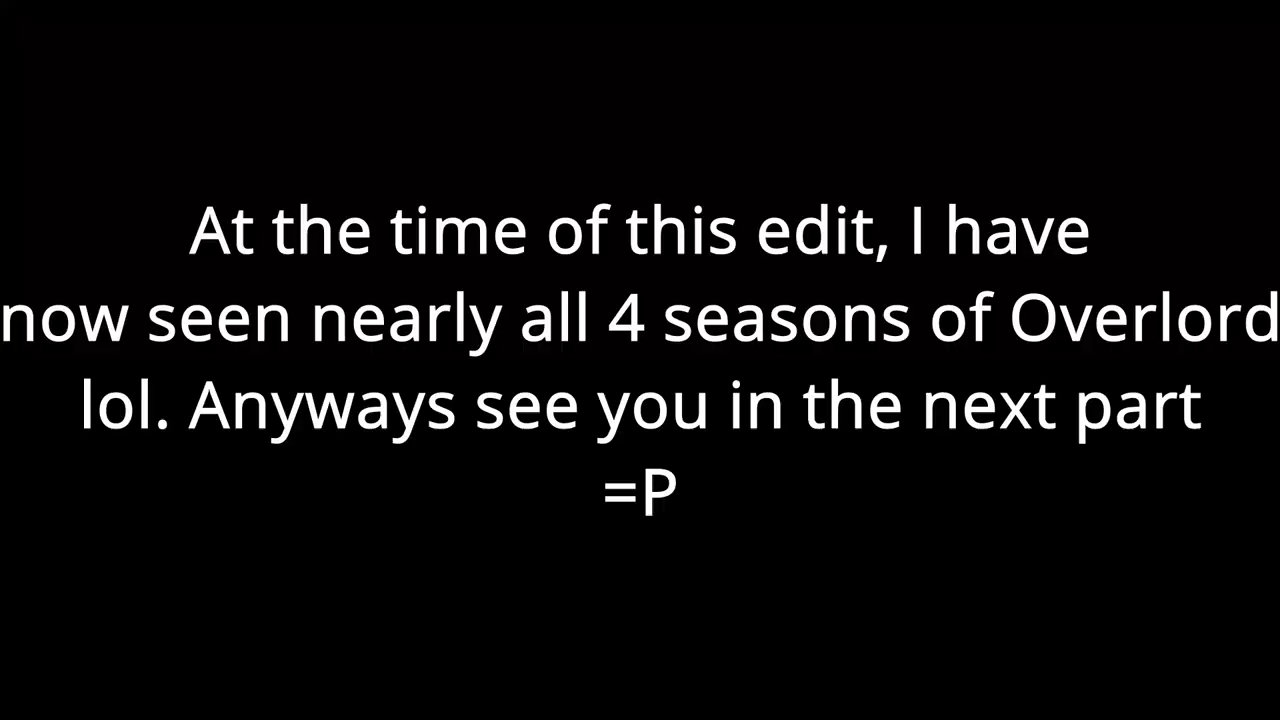 At the time of this edit, I have
now seen nearly all 4 seasons of Overlord
lol. Anyways see you in the next part
=P